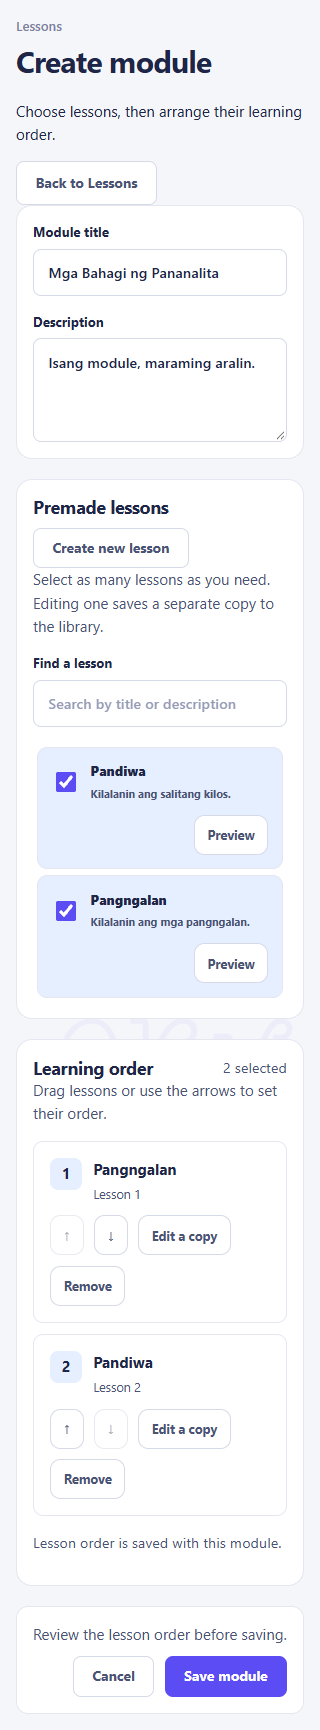 Lessons
Create module
Choose lessons, then arrange their learning
order.
Back to Lessons
Module title
Mga Bahagi ng Pananalita
Description
Isang module, maraming aralin.
Premade lessons
Create new lesson
Select as many lessons as you need.
Editing one saves a separate copy to
the library.
Find a lesson
Search by title or description
Pandiwa
Kilalanin ang salitang kilos.
Preview
Pangngalan
Kilalanin ang mga pangngalan.
Preview
Learning order
2 selected
Drag lessons or use the arrows to set
their order.
1
Pangngalan
Lesson 1
↑ ↓ Edit a copy
Remove
2
Pandiwa
Lesson 2
↑ ↓ Edit a copy
Remove
Lesson order is saved with this module.
Review the lesson order before saving.
Cancel
Save module